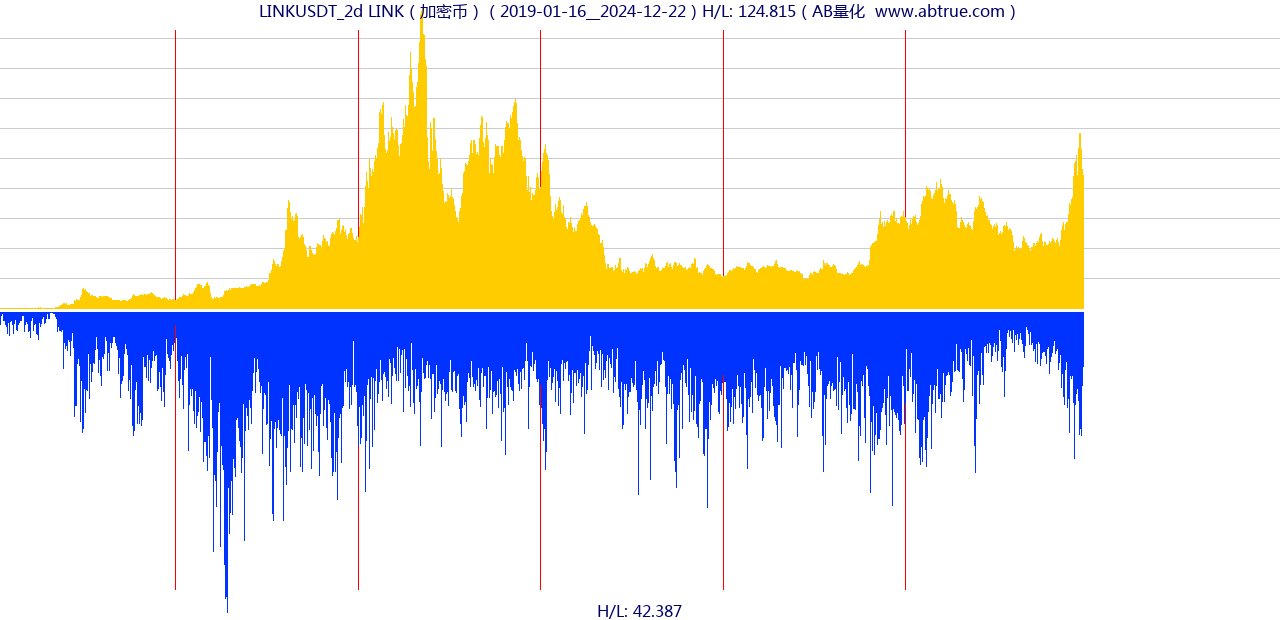 LINKUSDT_2d LINK（加密币）（2019-01-16__2024-12-22）H/L: 124.815（AB量化 www.abtrue.com）
H/L: 42.387